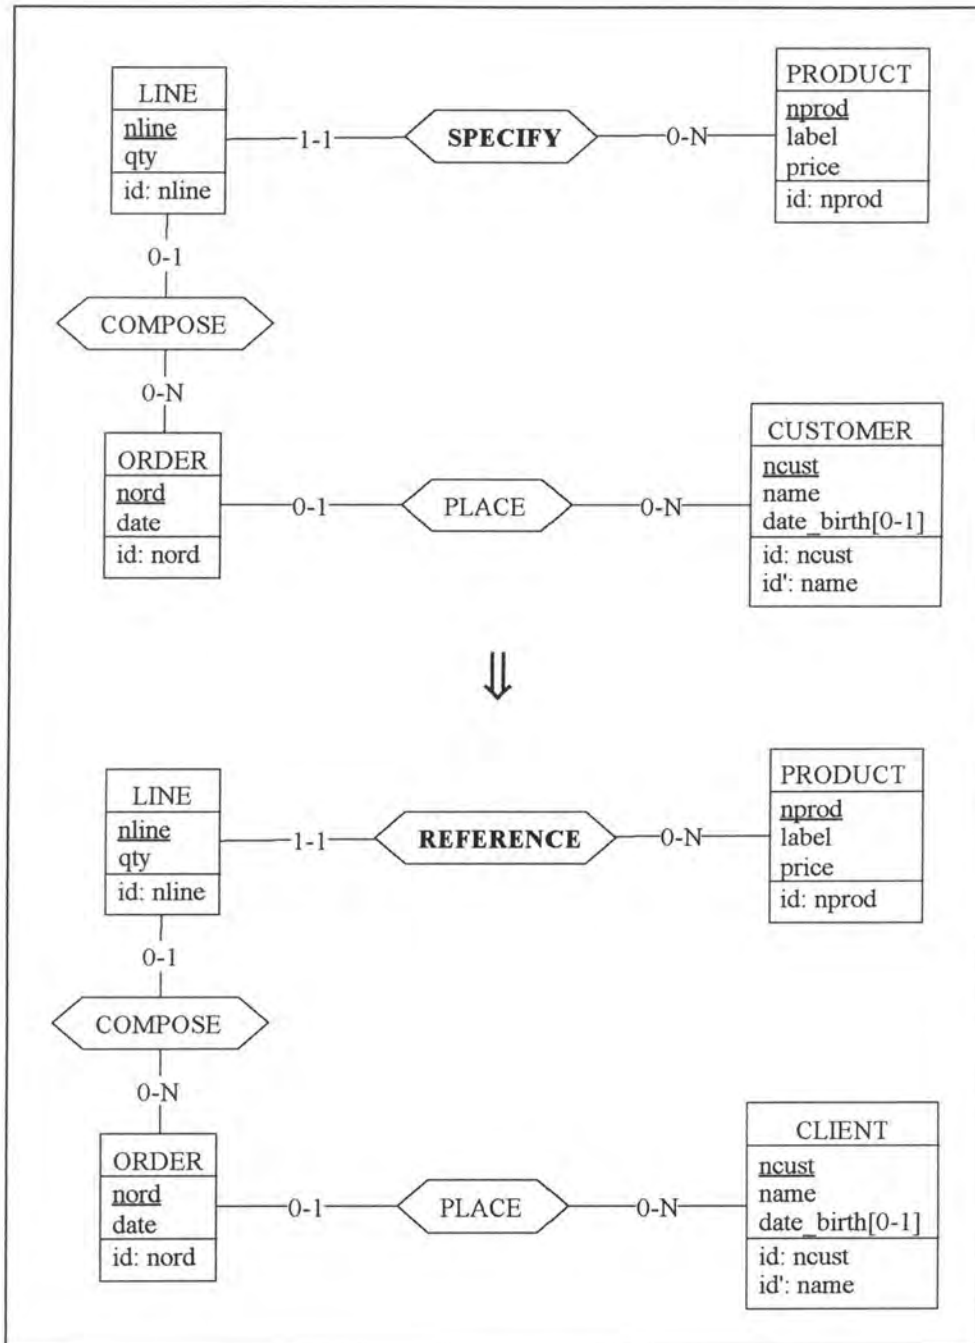 LINE
nline
qty
id: nline
1-1
SPECIFY
0-N
PRODUCT
nprod
label
price
id: nprod
0-1
COMPOSE
0-N
ORDER
nord
date
id: nord
0-1
PLACE
0-N
CUSTOMER
ncust
name
date_birth[0-1]
id: ncust
id': name
⇓
LINE
nline
qty
id: nline
1-1
REFERENCE
0-N
PRODUCT
nprod
label
price
id: nprod
0-1
COMPOSE
0-N
ORDER
nord
date
id: nord
0-1
PLACE
0-N
CLIENT
ncust
name
date_birth[0-1]
id: ncust
id': name